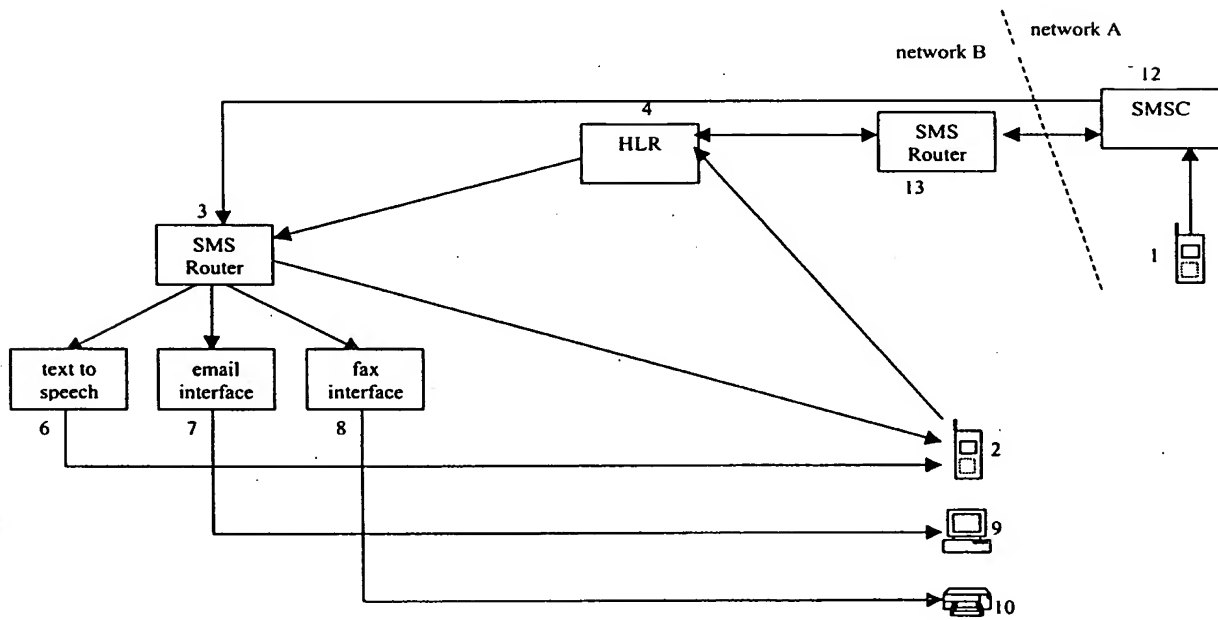 network A
network B
12
SMSC
4
HLR
SMS
Router
13
1
3
SMS
Router
text to
speech
email
interface
fax
interface
6
7
8
2
9
10